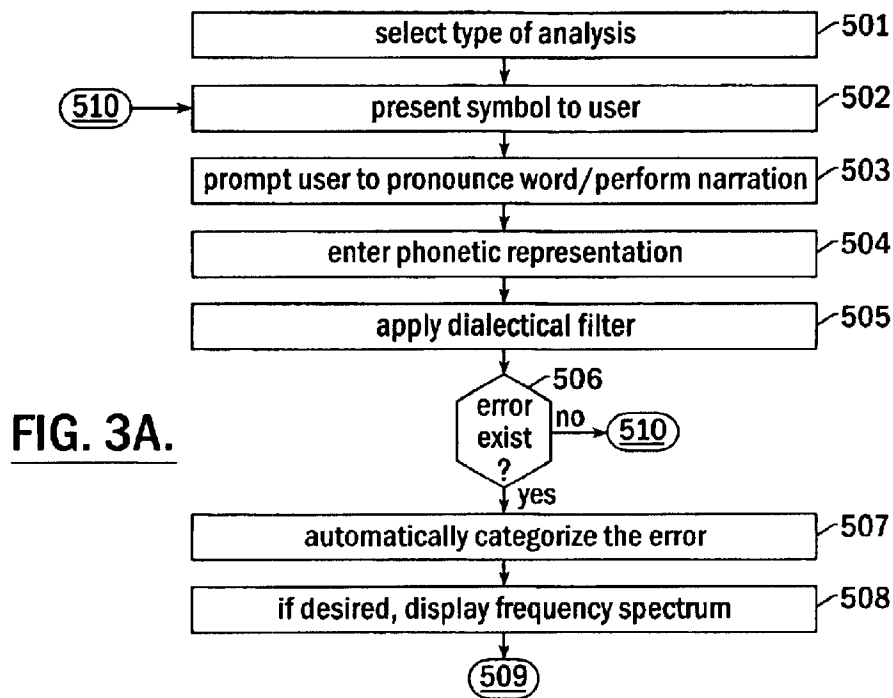 select type of analysis 501
510 present symbol to user 502
prompt user to pronounce word/perform narration 503
enter phonetic representation 504
apply dialectical filter 505
506
error
exist no 510
?
FIG. 3A.
yes
automatically categorize the error 507
if desired, display frequency spectrum 508
509